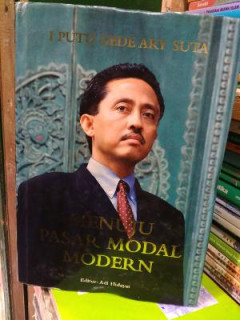 I PUTU GEDE ARY SUTA
MENUJU
PASAR MODAL
MODERN
Editor: Adi Hidayat